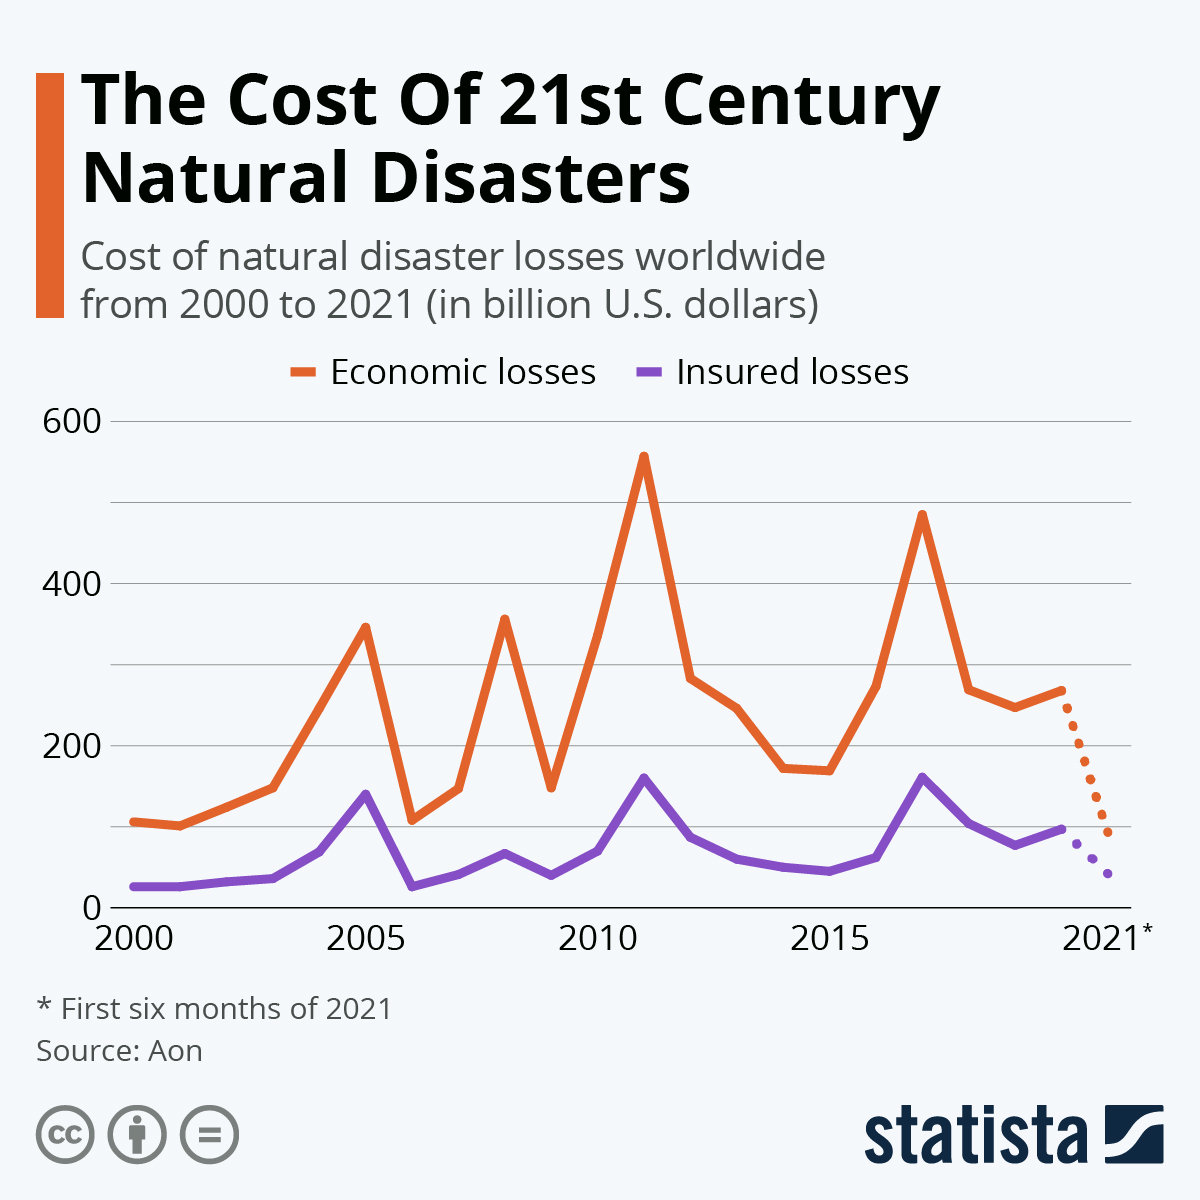 The Cost Of 21st Century
Natural Disasters
Cost of natural disaster losses worldwide
from 2000 to 2021 (in billion U.S. dollars)
Economic losses Insured losses
600
400
200
0
2000 2005 2010 2015 2021*
* First six months of 2021
Source: Aon
cc
statista